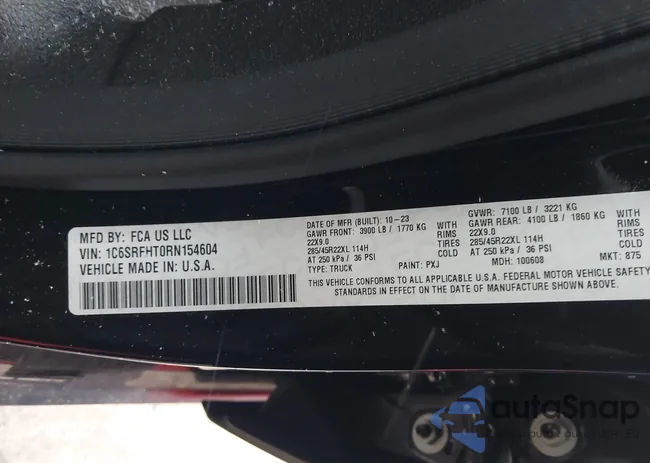 MFD BY: FCA US LLC
VIN: 1C6SRFHT0RN154604
VEHICLE MADE IN: U.S.A.
DATE OF MFR (BUILT): 10-23
GVWR: 7100 LB / 3221 KG
GAWR FRONT: 3900 LB / 1770 KG WITH
GAWR REAR: 4100 LB / 1860 KG WITH
22X9.0 RIMS
22X9.0 RIMS
285/45R22XL 114H TIRES
285/45R22XL 114H TIRES
AT 250 kPa / 36 PSI COLD
AT 250 kPa / 36 PSI COLD
TYPE: TRUCK PAINT: PXJ MDH: 100608 MKT: 875
THIS VEHICLE CONFORMS TO ALL APPLICABLE U.S.A. FEDERAL MOTOR VEHICLE SAFETY
STANDARDS IN EFFECT ON THE DATE OF MANUFACTURE SHOWN ABOVE.
autoSnap